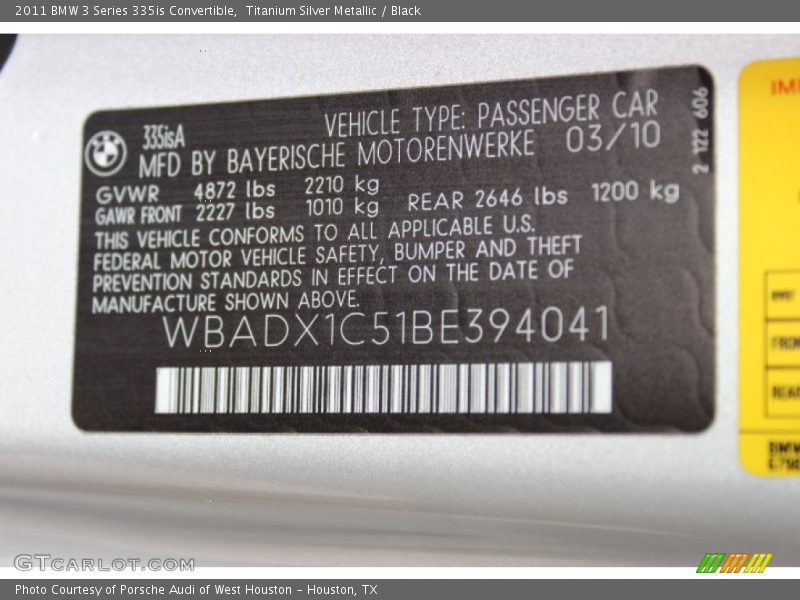 2011 BMW 3 Series 335is Convertible,  Titanium Silver Metallic / Black
335isA
VEHICLE TYPE: PASSENGER CAR
MFD BY BAYERISCHE MOTORENWERKE 03/10
GVWR 4872 lbs 2210 kg
GAWR FRONT 2227 lbs 1010 kg REAR 2646 lbs 1200 kg
THIS VEHICLE CONFORMS TO ALL APPLICABLE U.S.
FEDERAL MOTOR VEHICLE SAFETY, BUMPER AND THEFT
PREVENTION STANDARDS IN EFFECT ON THE DATE OF
MANUFACTURE SHOWN ABOVE.
WBADX1C51BE394041
2 122 606
BMW
GTCARLOT.COM
Photo Courtesy of Porsche Audi of West Houston - Houston, TX